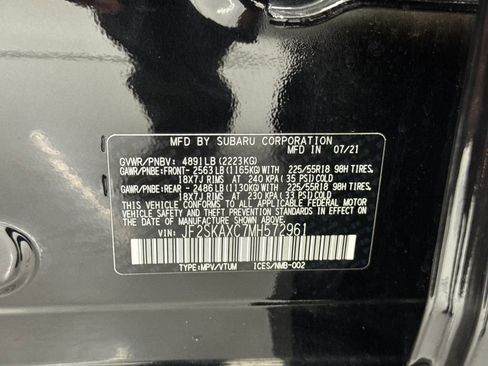 MFD BY SUBARU CORPORATION
MFD IN 07/21
GVWR/PNBV: 4891LB(2223KG)
GAWR/PNBE:FRONT- 2563LB(1165KG)WITH 225/55R18 98H TIRES,
18X7J RIMS AT 240 KPA(35 PSI)COLD
GAWR/PNBE:REAR - 2486LB(1130KG)WITH 225/55R18 98H TIRES,
18X7J RIMS AT 230 KPA(33 PSI)COLD
THIS VEHICLE CONFORMS TO ALL APPLICABLE FEDERAL MOTOR
VEHICLE SAFETY, BUMPER, AND THEFT PREVENTION STANDARDS IN
EFFECT ON THE DATE OF MANUFACTURE SHOWN ABOVE.
VIN: JF2SKAXC7MH572961
TYPE:MPV/VTUM ICES/NMB-002